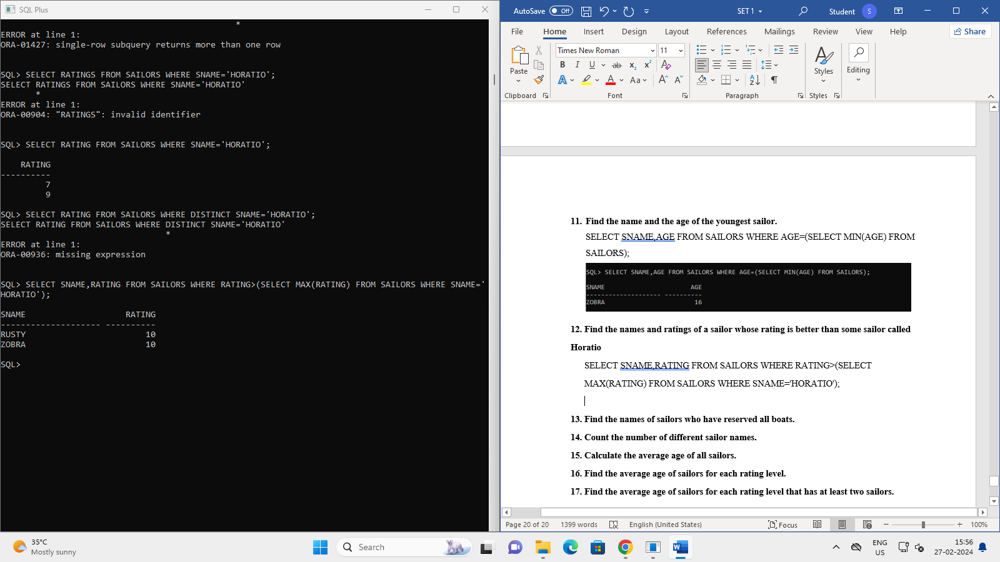 SQL Plus
*
ERROR at line 1:
ORA-01427: single-row subquery returns more than one row
SQL> SELECT RATINGS FROM SAILORS WHERE SNAME='HORATIO';
SELECT RATINGS FROM SAILORS WHERE SNAME='HORATIO'
*
ERROR at line 1:
ORA-00904: "RATINGS": invalid identifier
SQL> SELECT RATING FROM SAILORS WHERE SNAME='HORATIO';
RATING
----------
7
9
SQL> SELECT RATING FROM SAILORS WHERE DISTINCT SNAME='HORATIO';
SELECT RATING FROM SAILORS WHERE DISTINCT SNAME='HORATIO'
*
ERROR at line 1:
ORA-00936: missing expression
SQL> SELECT SNAME,RATING FROM SAILORS WHERE RATING>(SELECT MAX(RATING) FROM SAILORS WHERE SNAME='
HORATIO');
SNAME RATING
-------------------- ----------
RUSTY 10
ZOBRA 10
SQL>
AutoSave Off SET 1 Student S
File Home Insert Design Layout References Mailings Review View Help Share
Times New Roman 11
B I U ab x₂ x²
A A A Aa A A
Paste Styles Editing
Clipboard Font Paragraph Styles
11. Find the name and the age of the youngest sailor.
SELECT SNAME,AGE FROM SAILORS WHERE AGE=(SELECT MIN(AGE) FROM
SAILORS);
SQL> SELECT SNAME,AGE FROM SAILORS WHERE AGE=(SELECT MIN(AGE) FROM SAILORS);
SNAME AGE
-------------------- ----------
ZOBRA 16
12. Find the names and ratings of a sailor whose rating is better than some sailor called
Horatio
SELECT SNAME,RATING FROM SAILORS WHERE RATING>(SELECT
MAX(RATING) FROM SAILORS WHERE SNAME='HORATIO');
13. Find the names of sailors who have reserved all boats.
14. Count the number of different sailor names.
15. Calculate the average age of all sailors.
16. Find the average age of sailors for each rating level.
17. Find the average age of sailors for each rating level that has at least two sailors.
Page 20 of 20 1399 words English (United States) Focus 100%
35°C
Mostly sunny
Search
ENG
US
15:56
27-02-2024